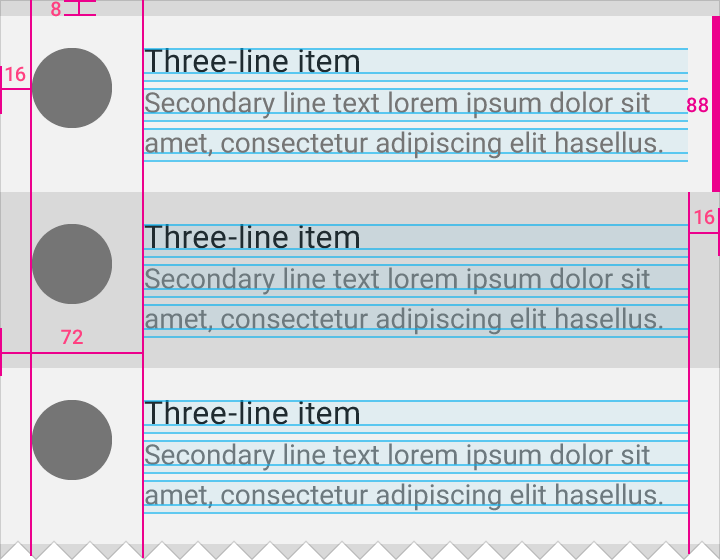 8
Three-line item
16
Secondary line text lorem ipsum dolor sit
88
amet, consectetur adipiscing elit hasellus.
16
Three-line item
Secondary line text lorem ipsum dolor sit
amet, consectetur adipiscing elit hasellus.
72
Three-line item
Secondary line text lorem ipsum dolor sit
amet, consectetur adipiscing elit hasellus.